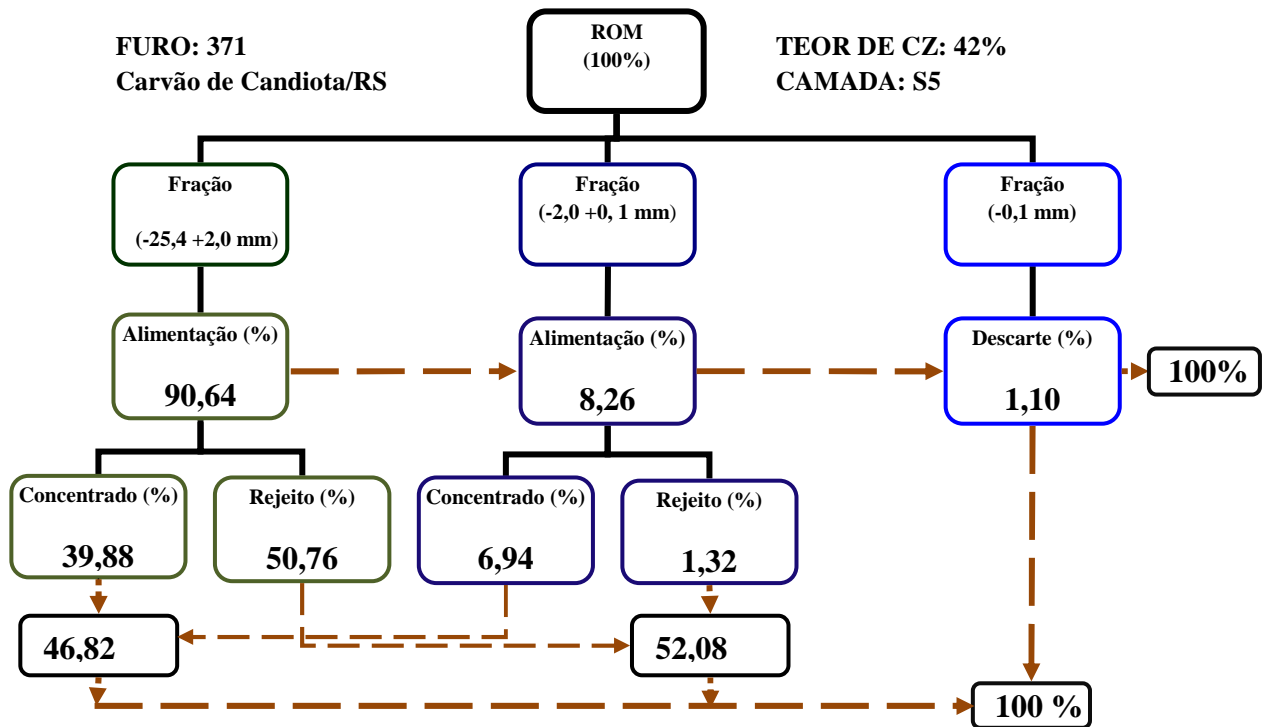 FURO: 371
Carvão de Candiota/RS
ROM
(100%)
TEOR DE CZ: 42%
CAMADA: S5
Fração
(-25,4 +2,0 mm)
Fração
(-2,0 +0, 1 mm)
Fração
(-0,1 mm)
Alimentação (%)
90,64
Alimentação (%)
8,26
Descarte (%)
1,10
100%
Concentrado (%)
39,88
Rejeito (%)
50,76
Concentrado (%)
6,94
Rejeito (%)
1,32
46,82
52,08
100 %